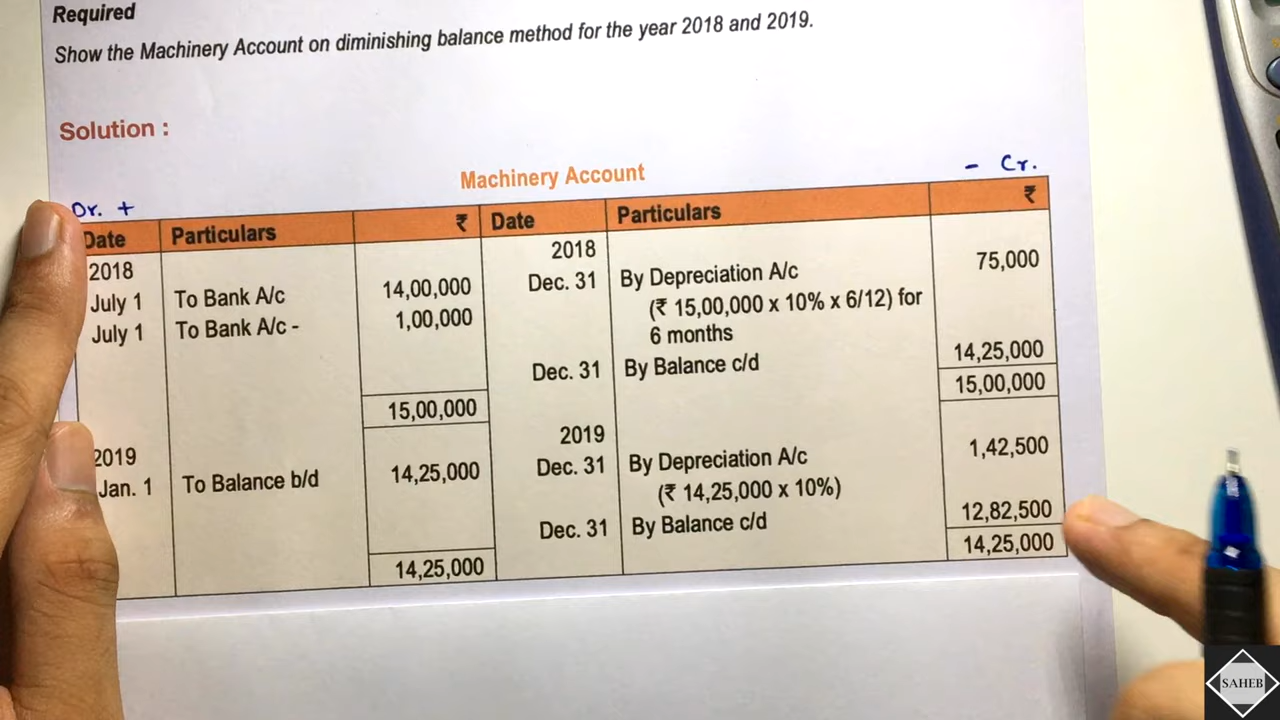 Required
Show the Machinery Account on diminishing balance method for the year 2018 and 2019.
Solution :
Machinery Account
Dr. +
- Cr.
Date Particulars ₹ Date Particulars ₹
2018 2018
July 1 To Bank A/c 14,00,000 Dec. 31 By Depreciation A/c 75,000
July 1 To Bank A/c - 1,00,000 (₹ 15,00,000 x 10% x 6/12) for
6 months
Dec. 31 By Balance c/d 14,25,000
15,00,000 15,00,000
2019 2019
Jan. 1 To Balance b/d 14,25,000 Dec. 31 By Depreciation A/c 1,42,500
(₹ 14,25,000 x 10%)
Dec. 31 By Balance c/d 12,82,500
14,25,000 14,25,000
SAHEB